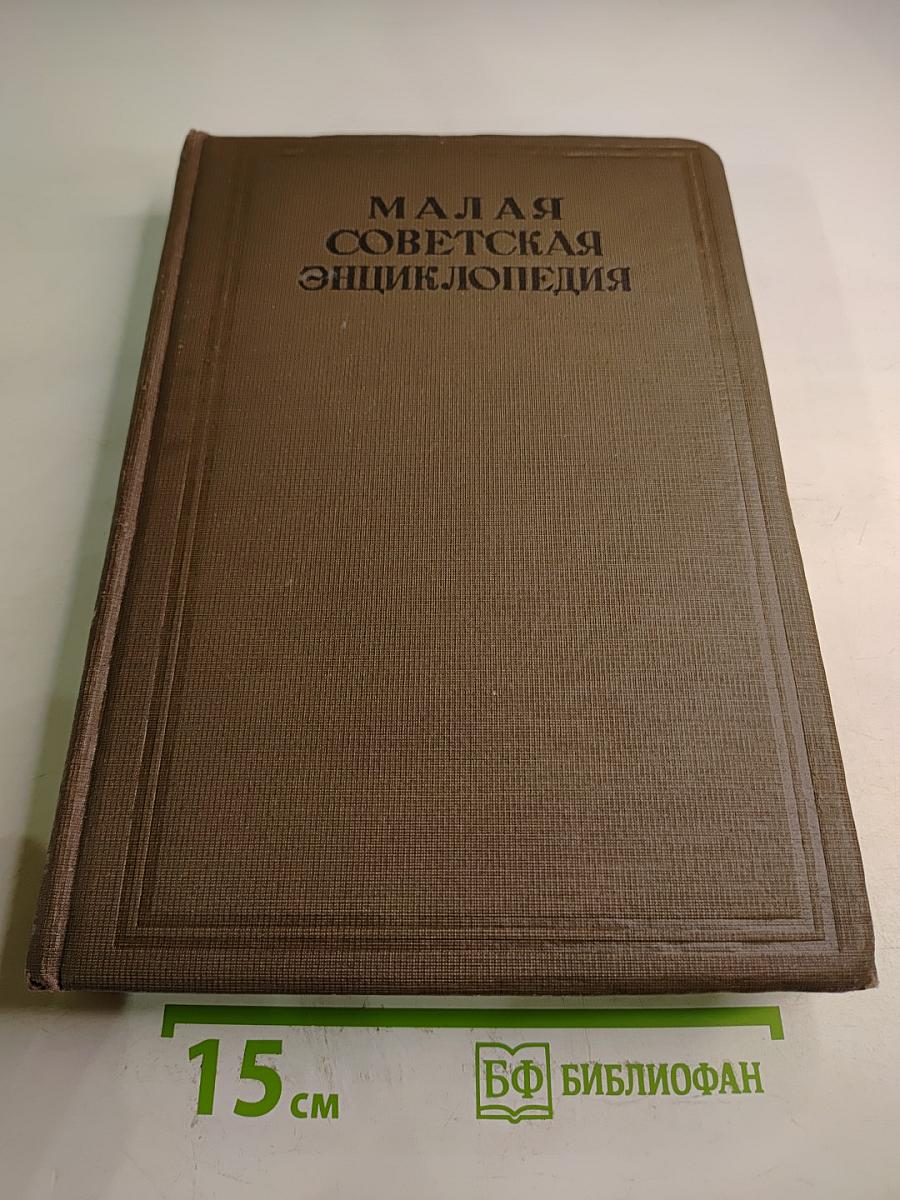 МАЛАЯ
СОВЕТСКАЯ
ЭНЦИКЛОПЕДИЯ
15 см
БФ БИБЛИОФАН